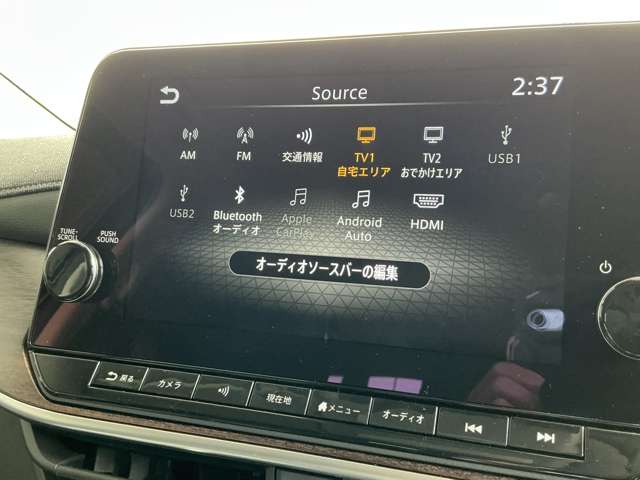 Source
2:37
AM
FM
交通情報
TV1
自宅エリア
TV2
おでかけエリア
USB1
USB2
Bluetooth
オーディオ
Apple
CarPlay
Android
Auto
HDMI
オーディオソースバーの編集
TUNE·
SCROLL
PUSH
SOUND
戻る
カメラ
現在地
メニュー
オーディオ